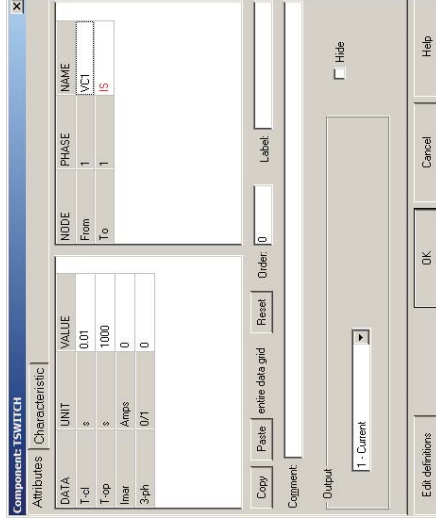 Component: TSWITCH
Attributes Characteristic
DATA UNIT VALUE
T-cl s 0.01
T-op s 1000
Imar Amps 0
3-ph 0/1 0
NODE PHASE NAME
From 1 VC1
To 1 IS
Copy Paste entire data grid Reset Order: 0 Label:
Comment:
Output
1 - Current
Hide
Edit definitions OK Cancel Help